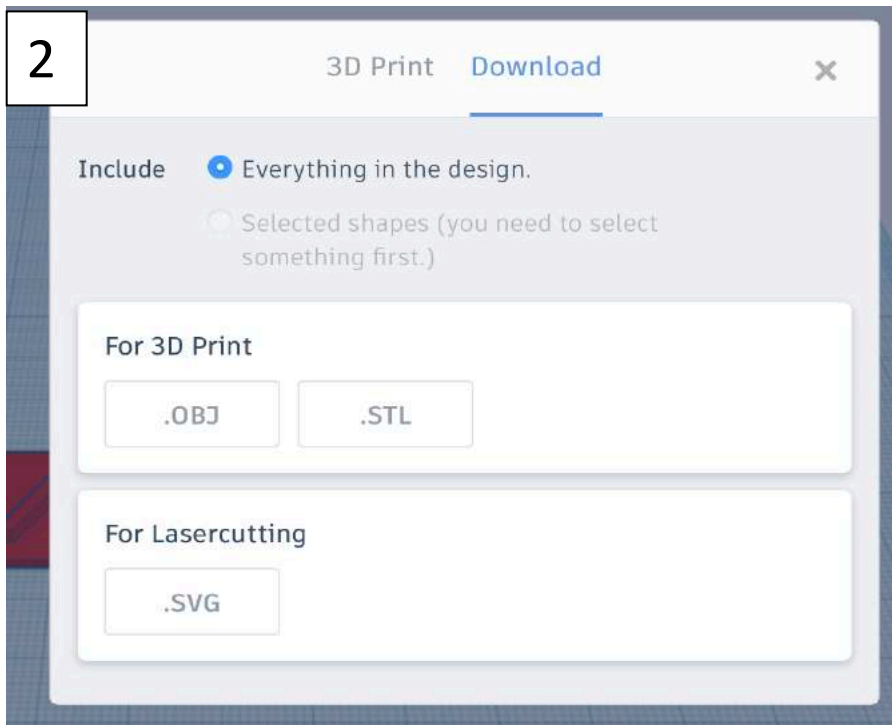 2
3D Print Download ×
Include Everything in the design.
Selected shapes (you need to select
something first.)
For 3D Print
.OBJ .STL
For Lasercutting
.SVG